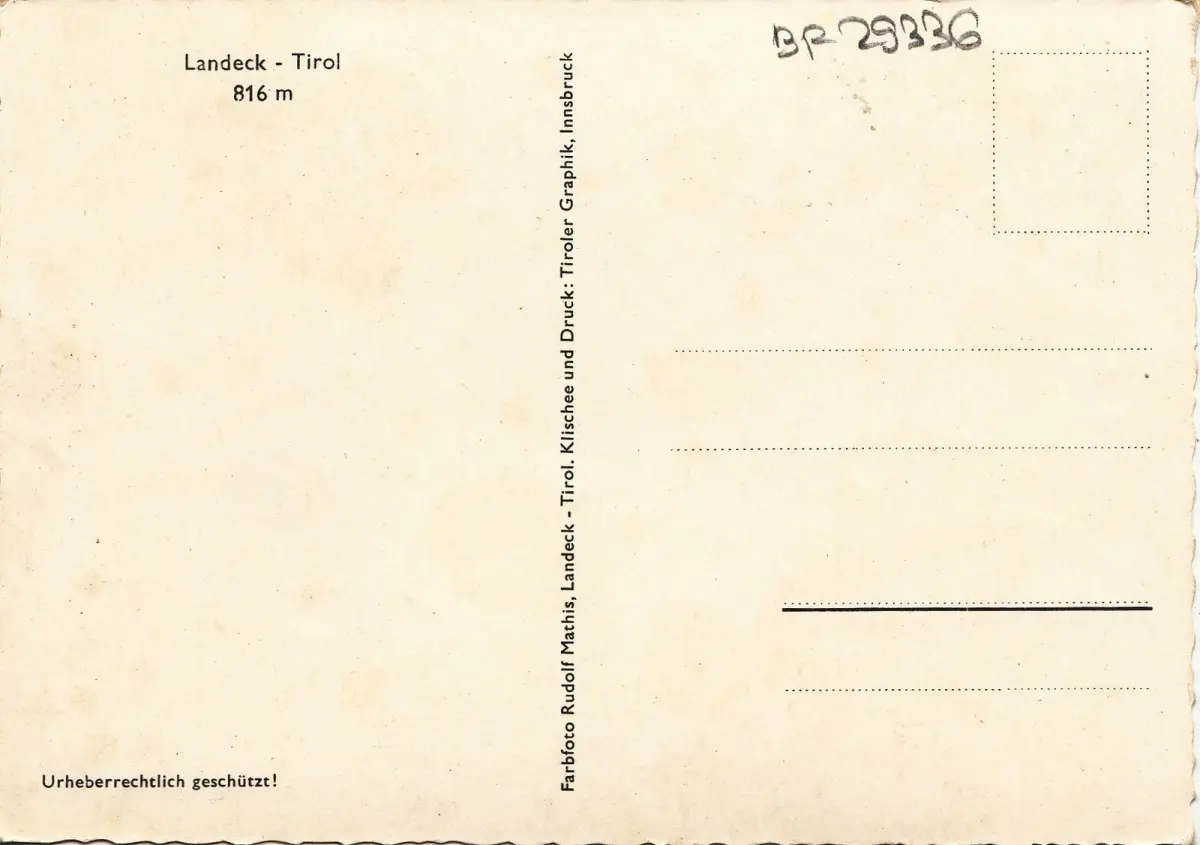 Landeck - Tirol
816 m
BR 29336
Farbfoto Rudolf Mathis, Landeck - Tirol. Klischee und Druck: Tiroler Graphik, Innsbruck
Urheberrechtlich geschützt!